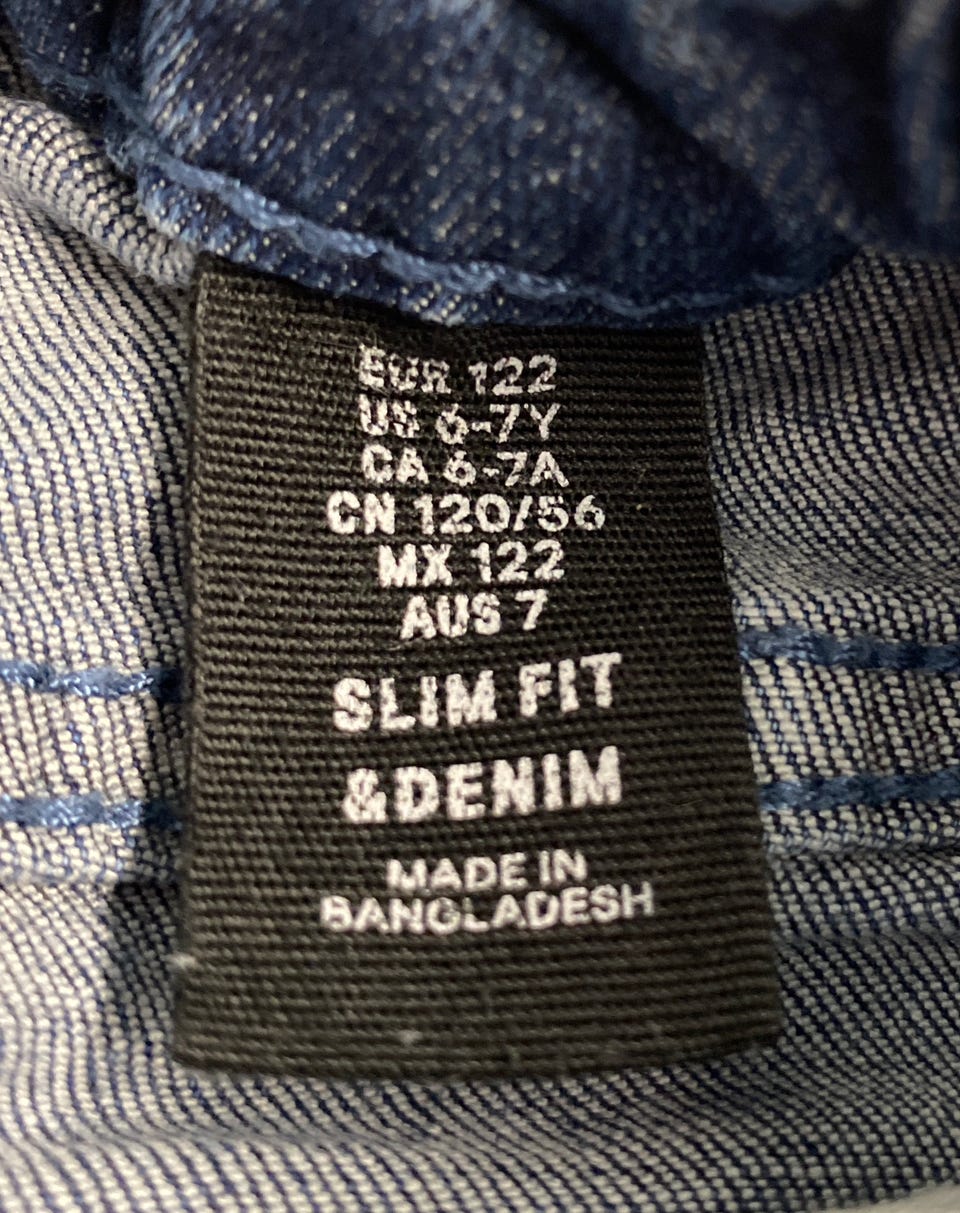 EUR 122
US 6-7Y
CA 6-7A
CN 120/56
MX 122
AUS 7
SLIM FIT
&DENIM
MADE IN
BANGLADESH